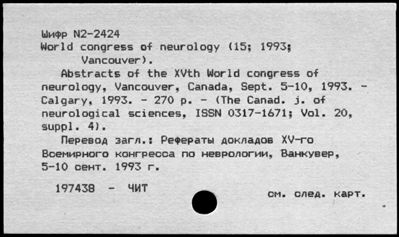 Шифр N2-2424
World congress of neurology (15; 1993;
Vancouver).
Abstracts of the XVth World congress of
neurology, Vancouver, Canada, Sept. 5-10, 1993. -
Calgary, 1993. - 270 p. - (The Canad. j. of
neurological sciences, ISSN 0317-1671; Vol. 20,
suppl. 4).
Перевод загл.: Рефераты докладов XV-го
Всемирного конгресса по неврологии, Ванкувер,
5-10 сент. 1993 г.
197438 - ЧИТ
см. след. карт.